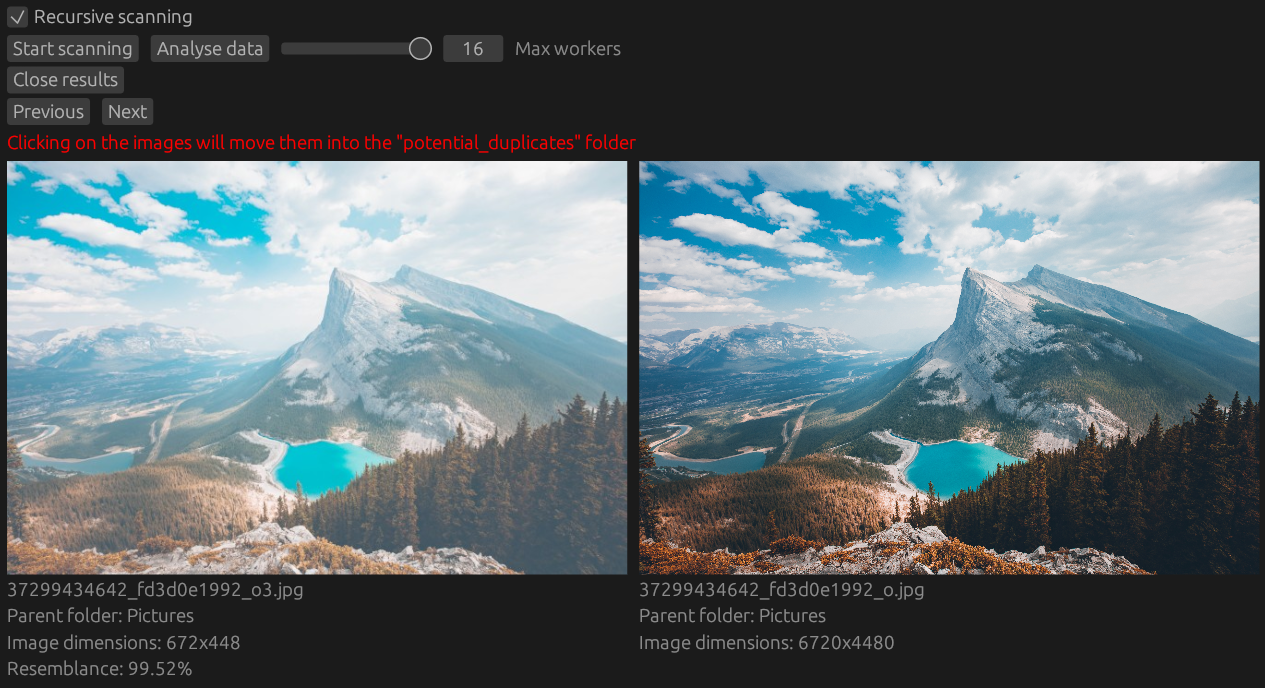 Recursive scanning
Start scanning Analyse data 16 Max workers
Close results
Previous Next
Clicking on the images will move them into the "potential_duplicates" folder
37299434642_fd3d0e1992_o3.jpg 37299434642_fd3d0e1992_o.jpg
Parent folder: Pictures Parent folder: Pictures
Image dimensions: 672x448 Image dimensions: 6720x4480
Resemblance: 99.52%